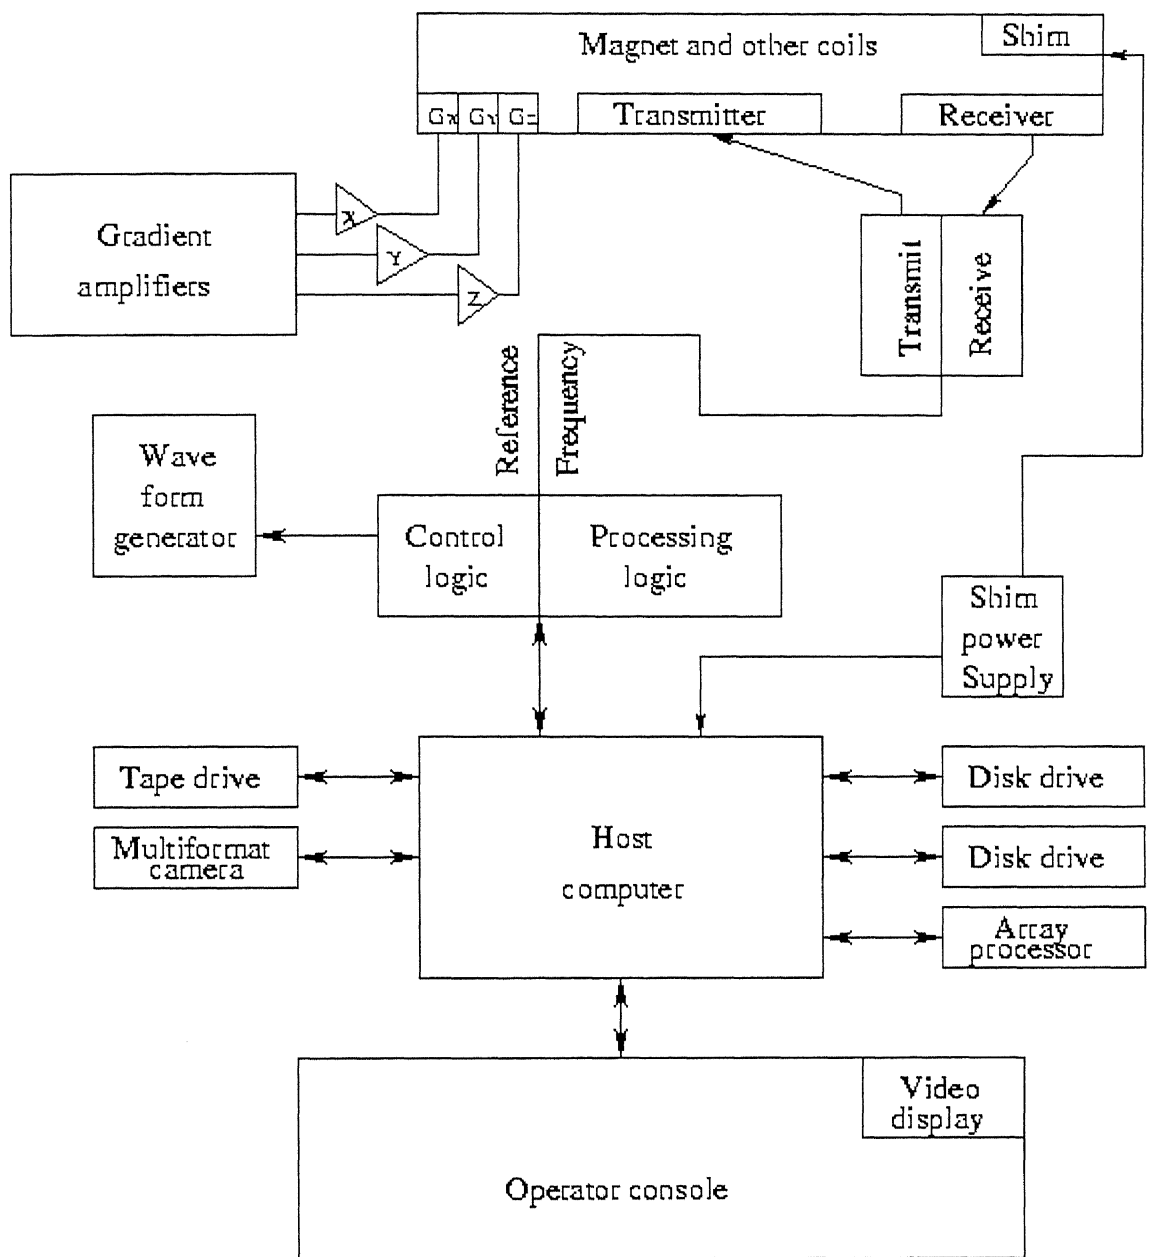 Magnet and other coils
Shim
Gx Gy Gz
Transmitter
Receiver
Gradient
amplifiers
X
Y
Z
Transmit
Receive
Reference
Frequency
Wave
form
generator
Control
logic
Processing
logic
Shim
power
Supply
Tape drive
Multiformat
camera
Host
computer
Disk drive
Disk drive
Array
processor
Video
display
Operator console